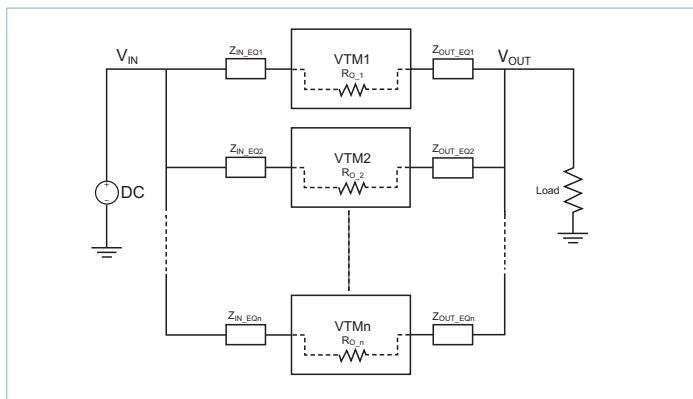 Z_IN_EQ1
VTM1
R_O_1
Z_OUT_EQ1
V_IN
V_OUT
Z_IN_EQ2
VTM2
R_O_2
Z_OUT_EQ2
+
–
DC
Load
Z_IN_EQn
VTMn
R_O_n
Z_OUT_EQn